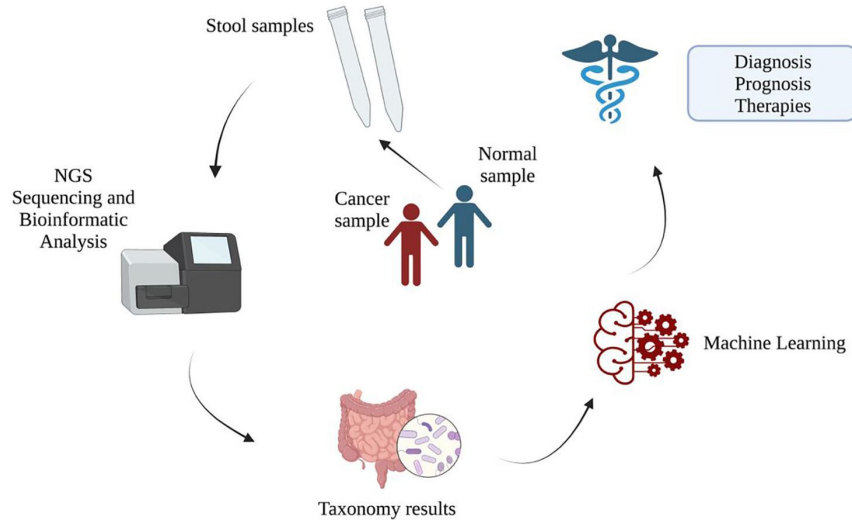 Stool samples
Diagnosis
Prognosis
Therapies
Normal
sample
Cancer
sample
NGS
Sequencing and
Bioinformatic
Analysis
Machine Learning
Taxonomy results